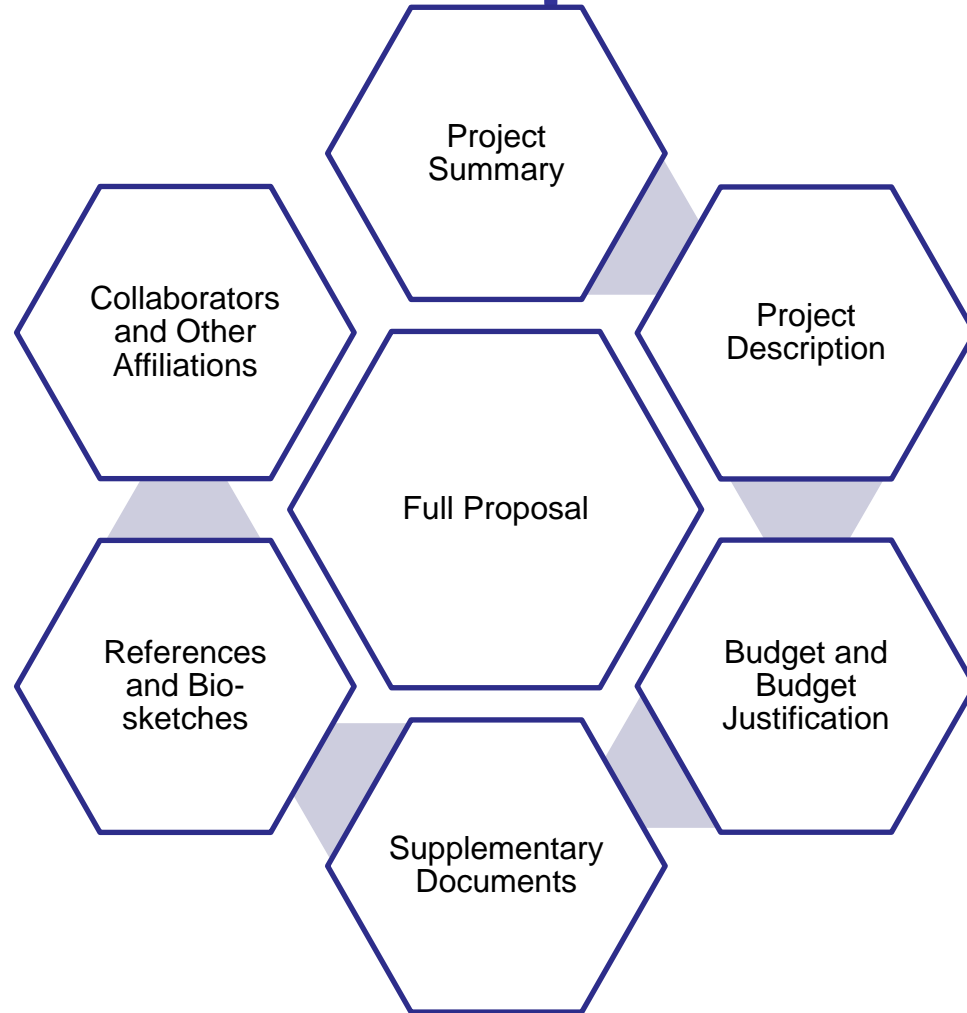 Project
Summary
Project
Description
Budget and
Budget
Justification
Supplementary
Documents
References
and Bio-
sketches
Collaborators
and Other
Affiliations
Full Proposal